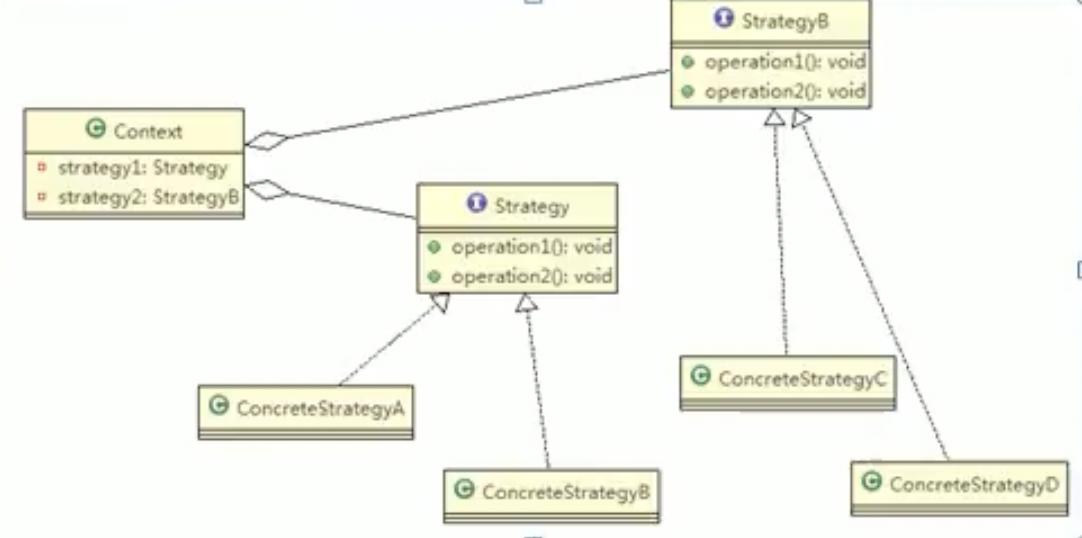 StrategyB
operation1(): void
operation2(): void
Context
strategy1: Strategy
strategy2: StrategyB
Strategy
operation1(): void
operation2(): void
ConcreteStrategyA
ConcreteStrategyB
ConcreteStrategyC
ConcreteStrategyD